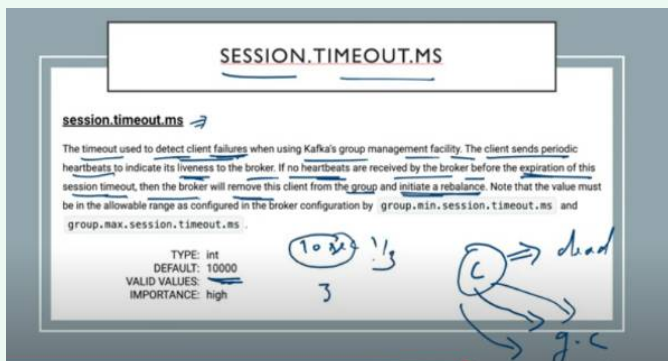 SESSION.TIMEOUT.MS
session.timeout.ms
The timeout used to detect client failures when using Kafka's group management facility. The client sends periodic
heartbeats to indicate its liveness to the broker. If no heartbeats are received by the broker before the expiration of this
session timeout, then the broker will remove this client from the group and initiate a rebalance. Note that the value must
be in the allowable range as configured in the broker configuration by group.min.session.timeout.ms and
group.max.session.timeout.ms .
TYPE: int
DEFAULT: 10000
VALID VALUES:
IMPORTANCE: high
10 sec 1/3
3
C dead
g.c